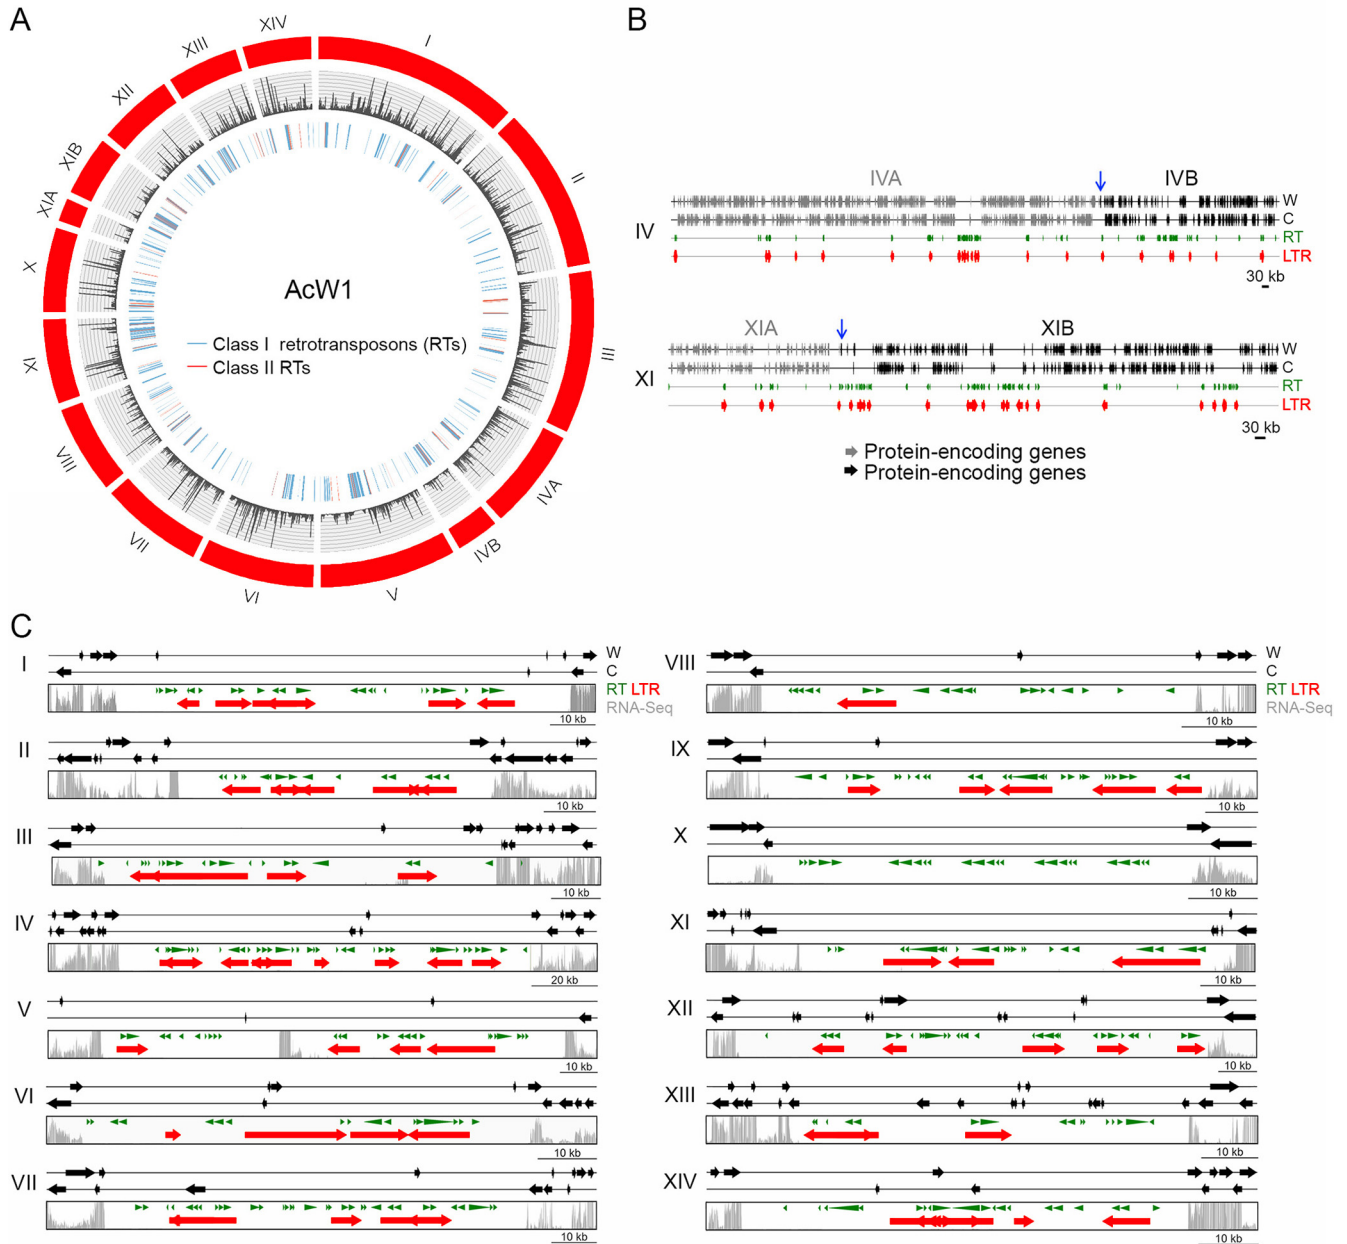 A
I
II
III
IVA
IVB
V
VI
VII
VIII
XI
X
XIA
XIB
XII
XIII
XIV
AcW1
Class I retrotransposons (RTs)
Class II RTs
B
IVA
IVB
W
C
IV
RT
LTR
30 kb
XIA
XIB
W
C
XI
RT
LTR
30 kb
Protein-encoding genes
Protein-encoding genes
C
I
W
C
RT LTR
RNA-Seq
10 kb
II
10 kb
III
10 kb
IV
20 kb
V
10 kb
VI
10 kb
VII
10 kb
VIII
W
C
RT LTR
RNA-Seq
10 kb
IX
10 kb
X
10 kb
XI
10 kb
XII
10 kb
XIII
10 kb
XIV
10 kb